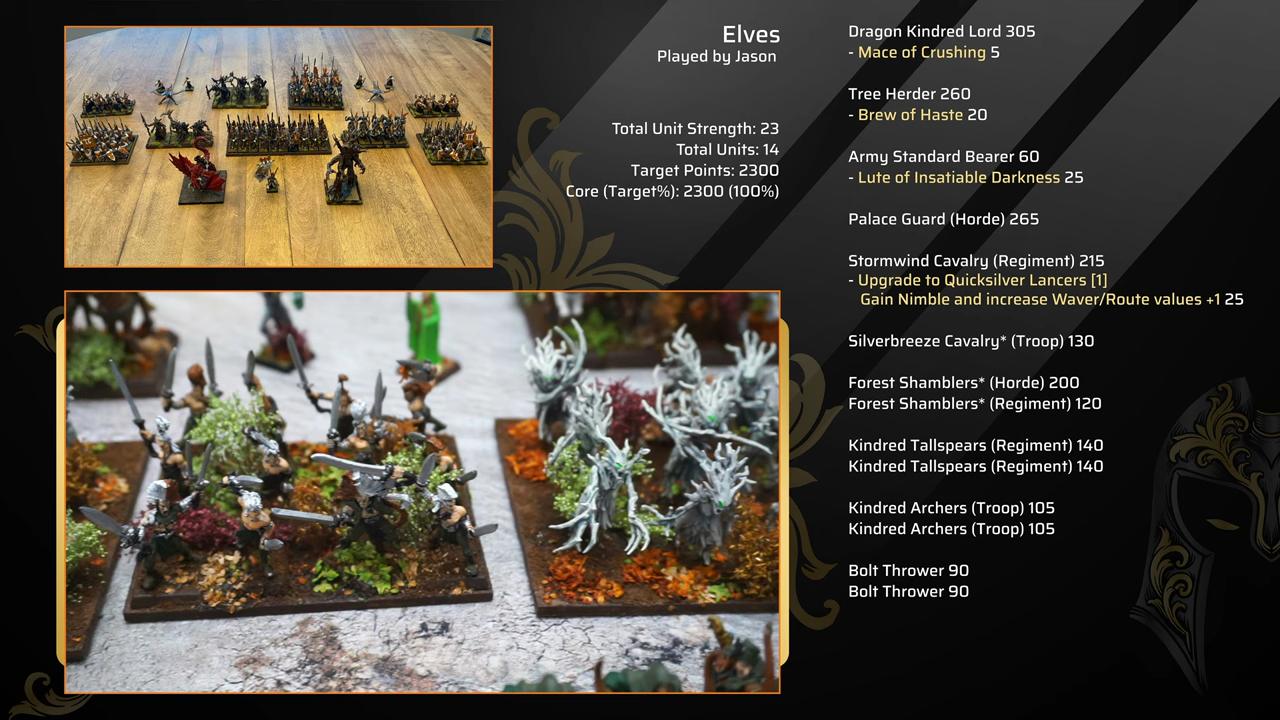 Elves
Played by Jason
Total Unit Strength: 23
Total Units: 14
Target Points: 2300
Core (Target%): 2300 (100%)
Dragon Kindred Lord 305
- Mace of Crushing 5
Tree Herder 260
- Brew of Haste 20
Army Standard Bearer 60
- Lute of Insatiable Darkness 25
Palace Guard (Horde) 265
Stormwind Cavalry (Regiment) 215
- Upgrade to Quicksilver Lancers [1]
Gain Nimble and increase Waver/Route values +1 25
Silverbreeze Cavalry* (Troop) 130
Forest Shamblers* (Horde) 200
Forest Shamblers* (Regiment) 120
Kindred Tallspears (Regiment) 140
Kindred Tallspears (Regiment) 140
Kindred Archers (Troop) 105
Kindred Archers (Troop) 105
Bolt Thrower 90
Bolt Thrower 90